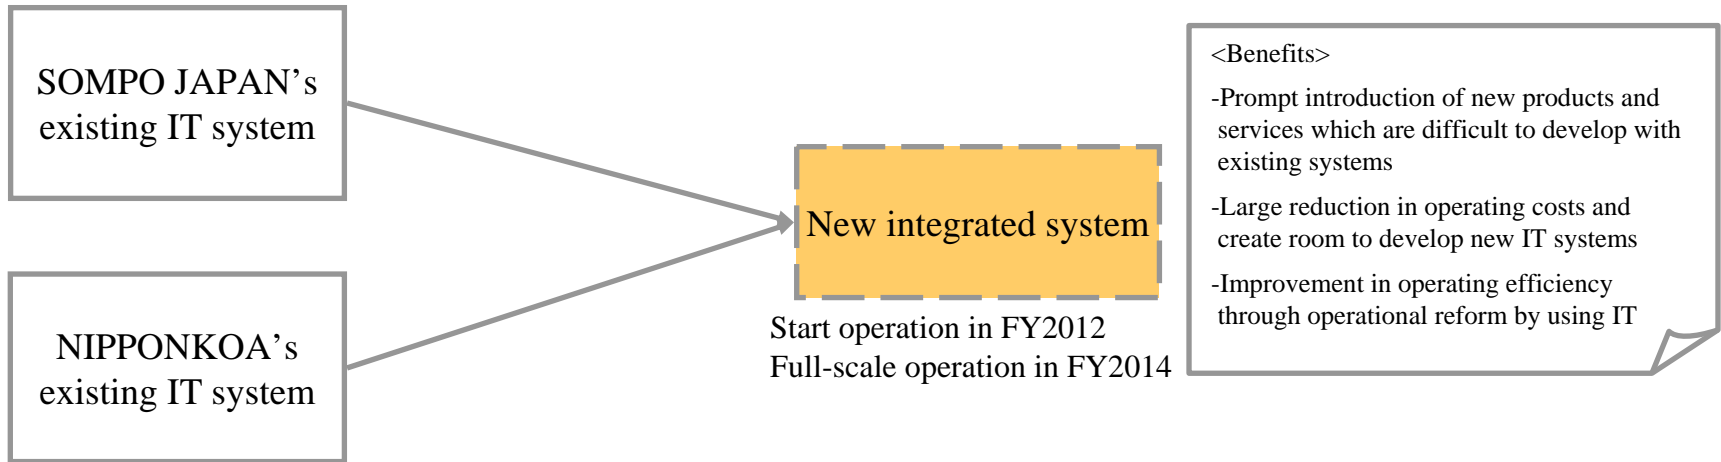 SOMPO JAPAN’s
existing IT system
NIPPONKOA’s
existing IT system
New integrated system
Start operation in FY2012
Full-scale operation in FY2014
<Benefits>
-Prompt introduction of new products and
services which are difficult to develop with
existing systems
-Large reduction in operating costs and
create room to develop new IT systems
-Improvement in operating efficiency
through operational reform by using IT